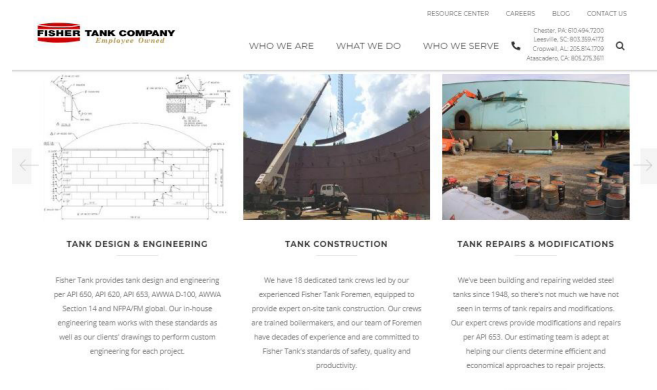 RESOURCE CENTER CAREERS BLOG CONTACT US
FISHER TANK COMPANY
Employee Owned
WHO WE ARE WHAT WE DO WHO WE SERVE
Chester, PA: 610.494.7200
Leesville, SC: 803.359.4173
Cropwell, AL: 205.814.1709
Atascadero, CA: 805.275.3611
TANK DESIGN & ENGINEERING
Fisher Tank provides tank design and engineering
per API 650, API 620, API 653, AWWA D-100, AWWA
Section 14 and NFPA/FM global. Our in-house
engineering team works with these standards as
well as our clients' drawings to perform custom
engineering for each project.
TANK CONSTRUCTION
We have 18 dedicated tank crews led by our
experienced Fisher Tank Foremen, equipped to
provide expert on-site tank construction. Our crews
are trained boilermakers, and our team of Foremen
have decades of experience and are committed to
Fisher Tank's standards of safety, quality and
productivity.
TANK REPAIRS & MODIFICATIONS
We've been building and repairing welded steel
tanks since 1948, so there's not much we have not
seen in terms of tank repairs and modifications.
Our expert crews provide modifications and repairs
per API 653. Our estimating team is adept at
helping our clients determine efficient and
economical approaches to repair projects.